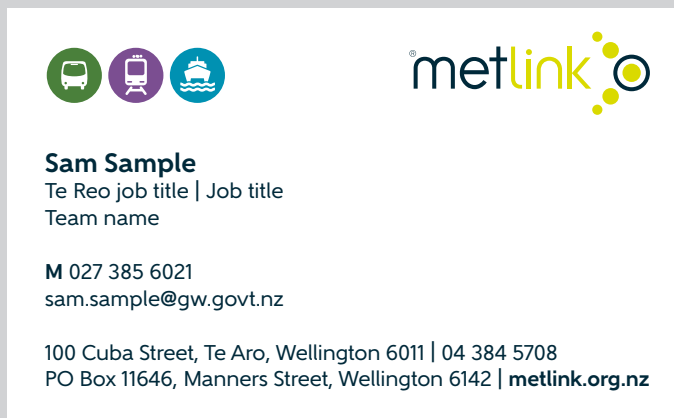 ® metlink
Sam Sample
Te Reo job title | Job title
Team name
M 027 385 6021
sam.sample@gw.govt.nz
100 Cuba Street, Te Aro, Wellington 6011 | 04 384 5708
PO Box 11646, Manners Street, Wellington 6142 | metlink.org.nz